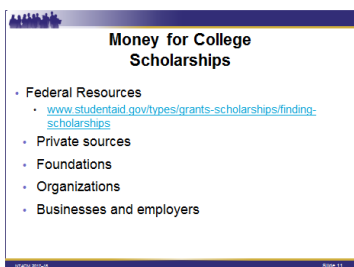 Money for College
Scholarships
• Federal Resources
• www.studentaid.gov/types/grants-scholarships/finding-
scholarships
• Private sources
• Foundations
• Organizations
• Businesses and employers
Slide 11